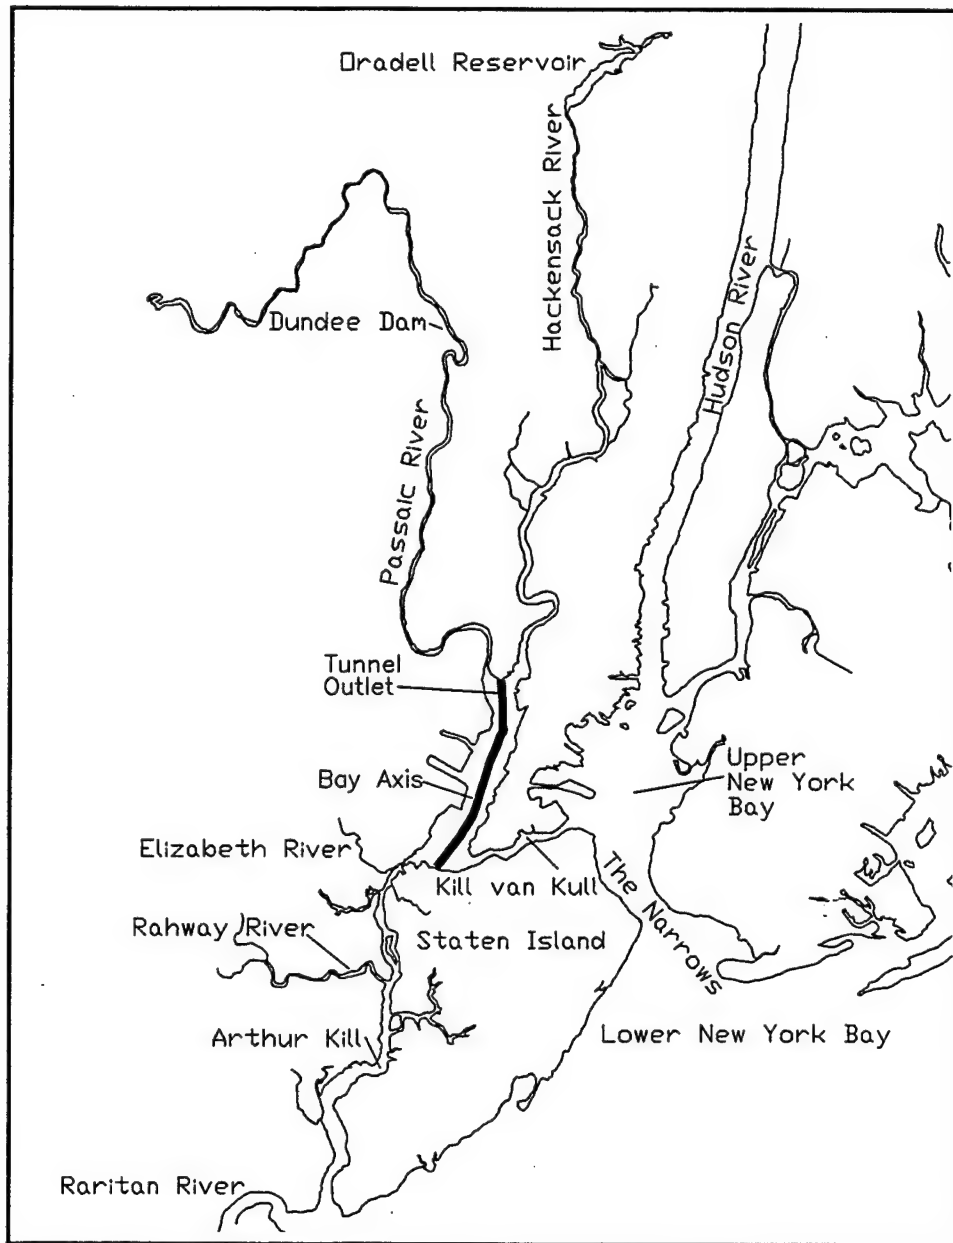 Oradell Reservoir
Hackensack River
Hudson River
Dundee Dam
Passaic River
Tunnel
Outlet
Bay Axis
Upper
New York
Bay
Elizabeth River
Kill van Kull
The Narrows
Rahway River
Staten Island
Arthur Kill
Lower New York Bay
Raritan River